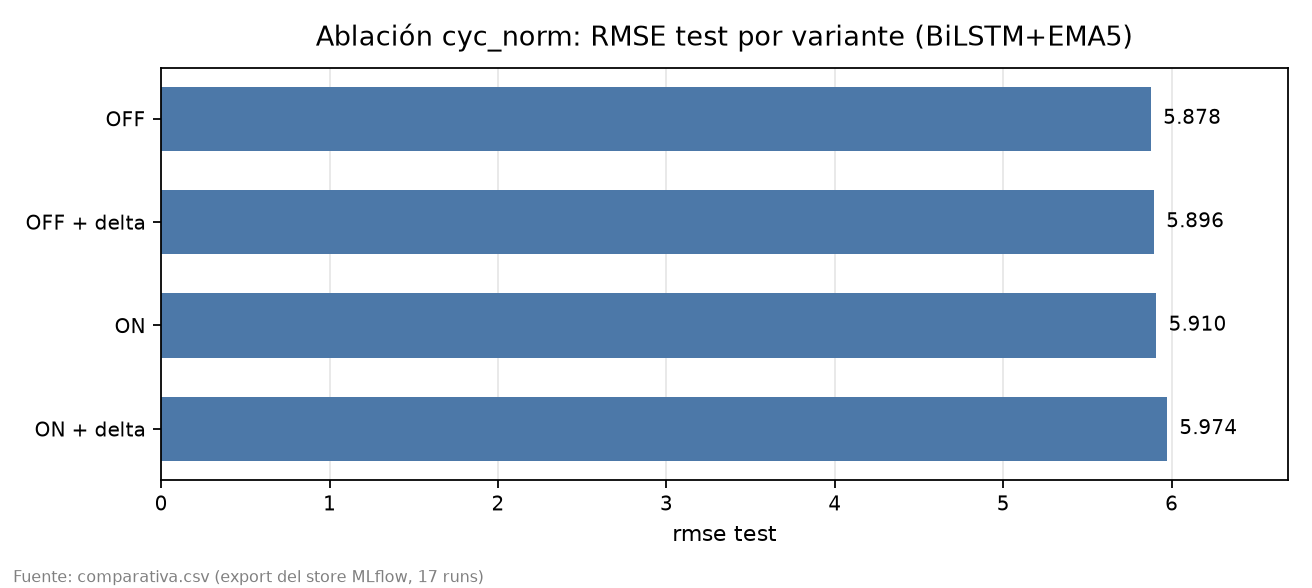 Ablación cyc_norm: RMSE test por variante (BiLSTM+EMA5)
OFF
5.878
OFF + delta
5.896
ON
5.910
ON + delta
5.974
0 1 2 3 4 5 6
rmse test
Fuente: comparativa.csv (export del store MLflow, 17 runs)